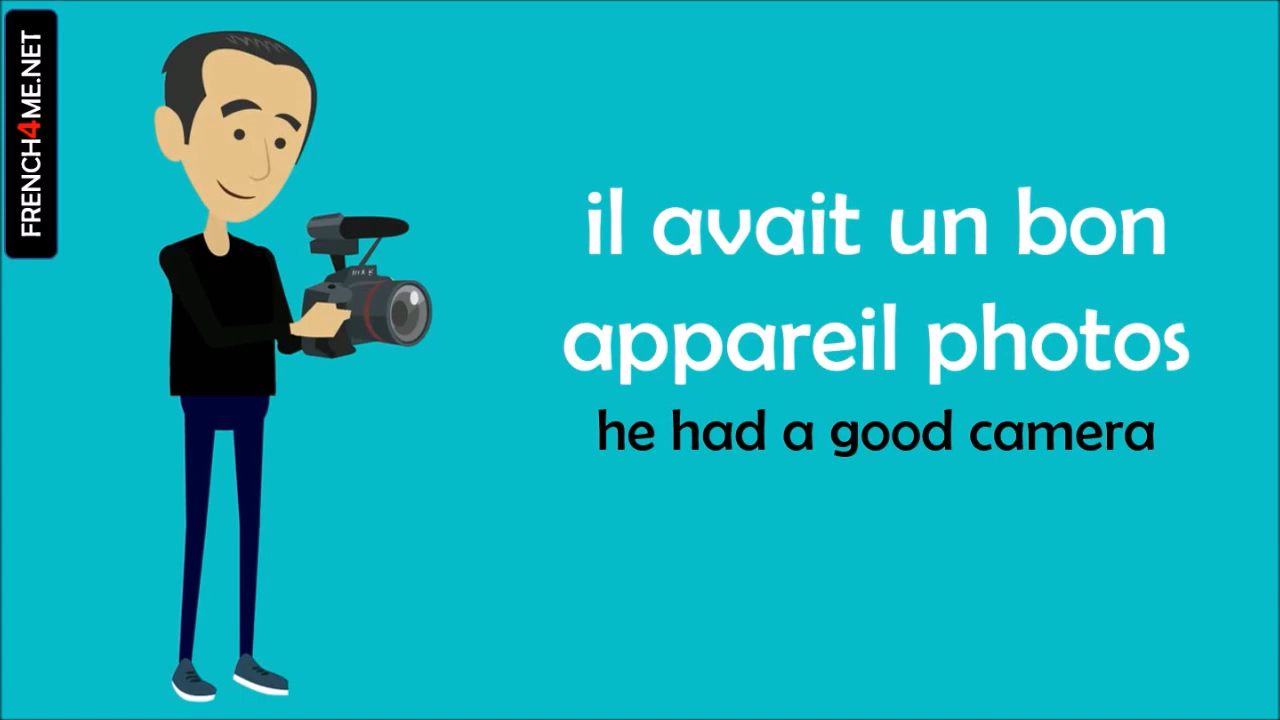 FRENCH4ME.NET
il avait un bon
appareil photos
he had a good camera